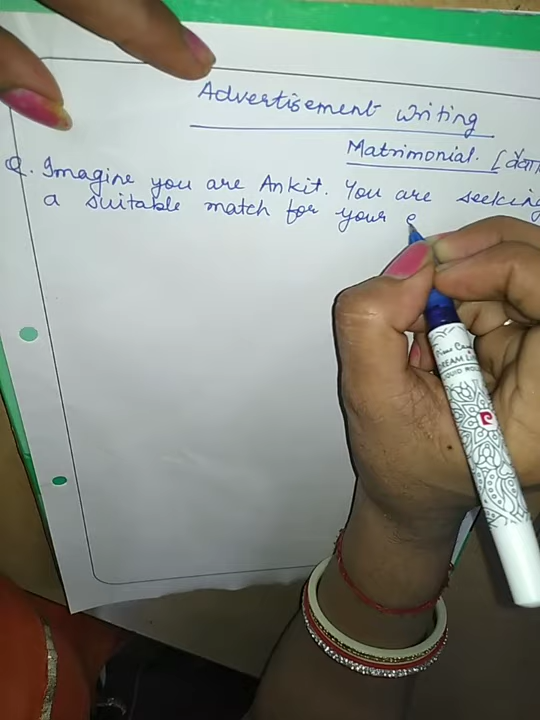 Advertisement Writing
Matrimonial.
Q. Imagine you are Ankit. You are seeking
a suitable match for your e